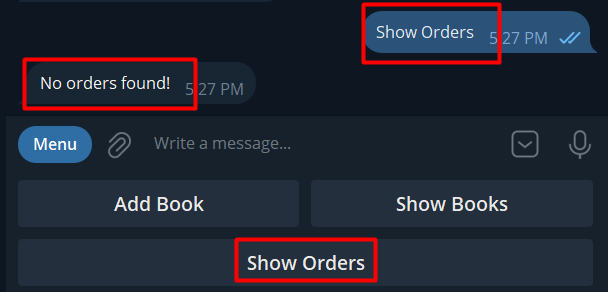 Show Orders 5:27 PM
No orders found! 5:27 PM
Menu Write a message...
Add Book Show Books
Show Orders